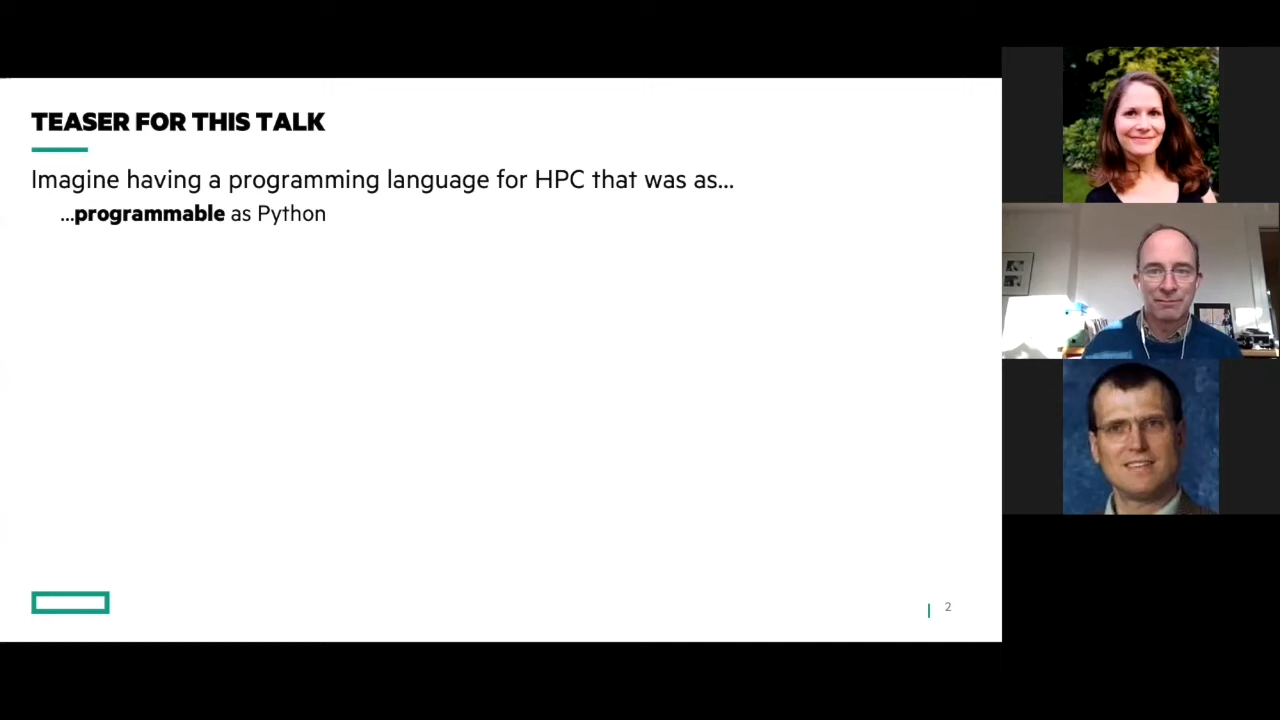 TEASER FOR THIS TALK
Imagine having a programming language for HPC that was as...
...programmable as Python
2